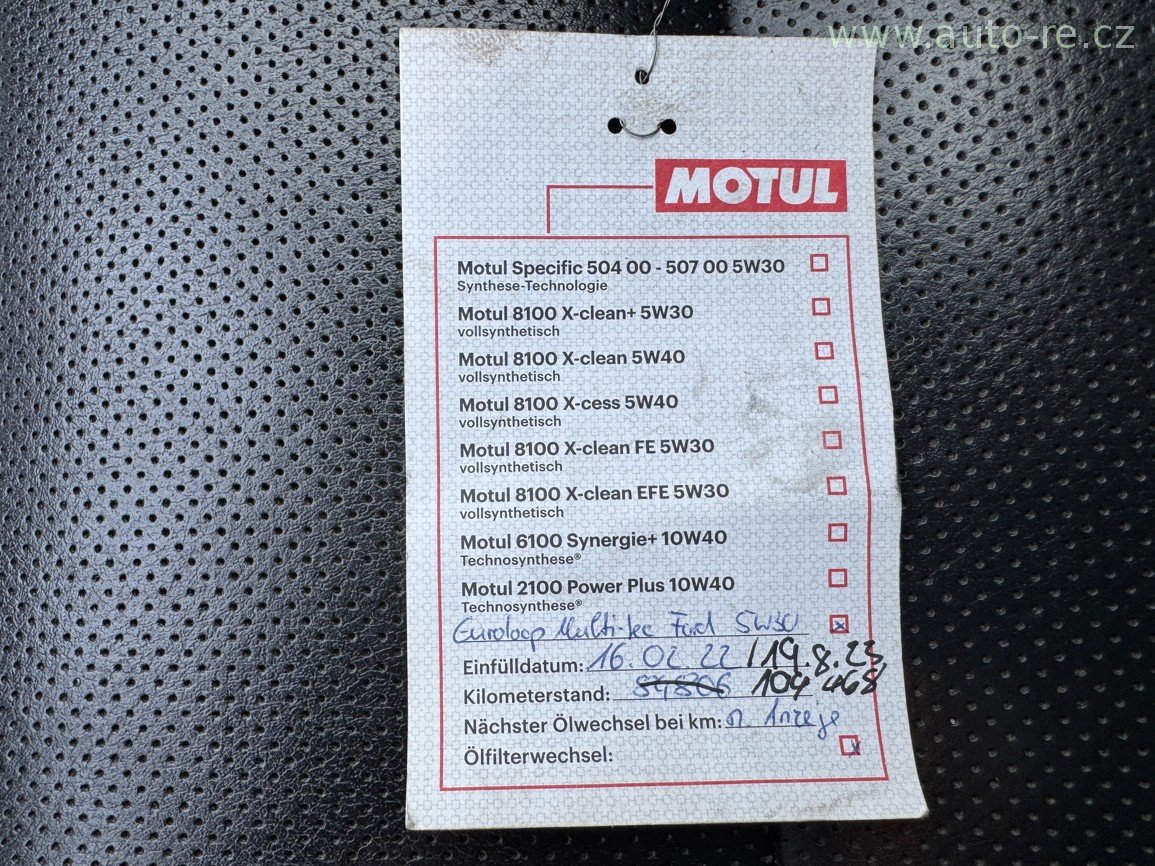 www.auto-re.cz
MOTUL
Motul Specific 504 00 - 507 00 5W30
Synthese-Technologie
Motul 8100 X-clean+ 5W30
vollsynthetisch
Motul 8100 X-clean 5W40
vollsynthetisch
Motul 8100 X-cess 5W40
vollsynthetisch
Motul 8100 X-clean FE 5W30
vollsynthetisch
Motul 8100 X-clean EFE 5W30
vollsynthetisch
Motul 6100 Synergie+ 10W40
Technosynthese®
Motul 2100 Power Plus 10W40
Technosynthese®
Ford 5W30 x
Einfülldatum: 16.02.22 / 19.8.23,
Kilometerstand: 104 468
Nächster Ölwechsel bei km: n. Anzeige
Ölfilterwechsel: x